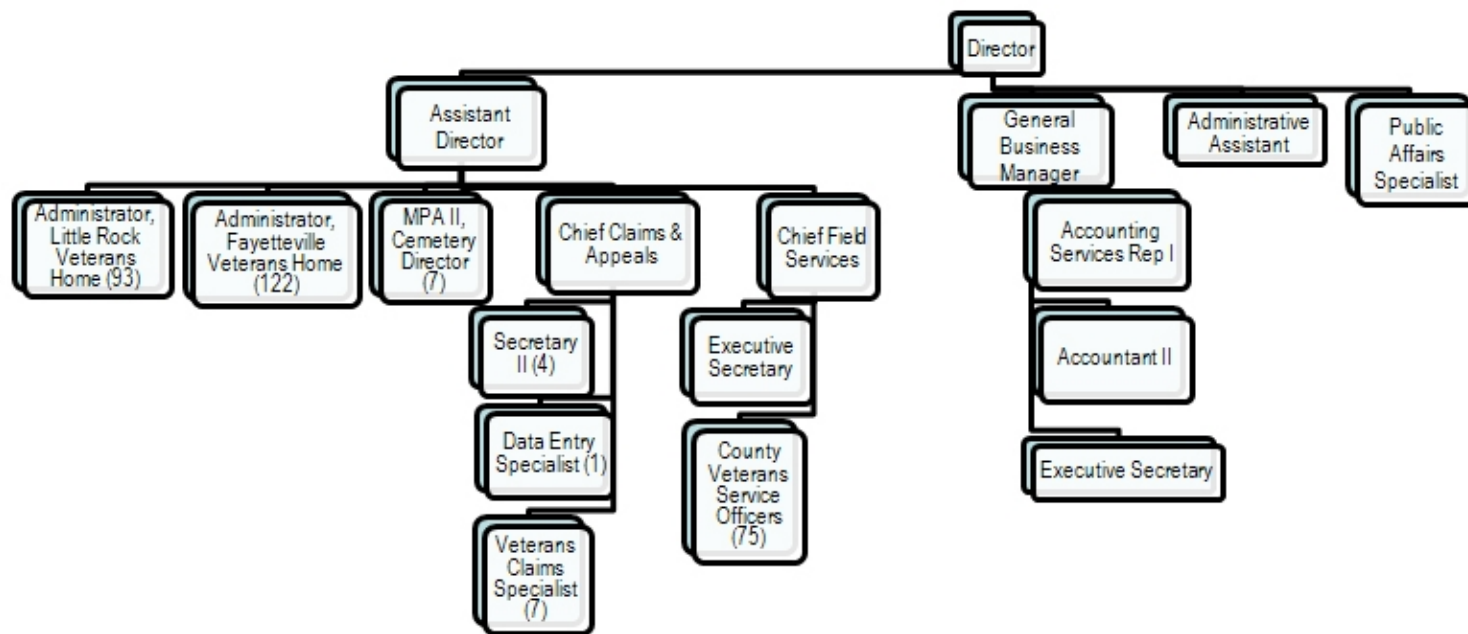 Director
Assistant
Director
General
Business
Manager
Administrative
Assistant
Public
Affairs
Specialist
Administrator,
Little Rock
Veterans
Home (93)
Administrator,
Fayetteville
Veterans Home
(122)
MPA II,
Cemetery
Director
(7)
Chief Claims &
Appeals
Chief Field
Services
Accounting
Services Rep I
Secretary
II (4)
Executive
Secretary
Accountant II
Data Entry
Specialist (1)
County
Veterans
Service
Officers
(75)
Executive Secretary
Veterans
Claims
Specialist
(7)